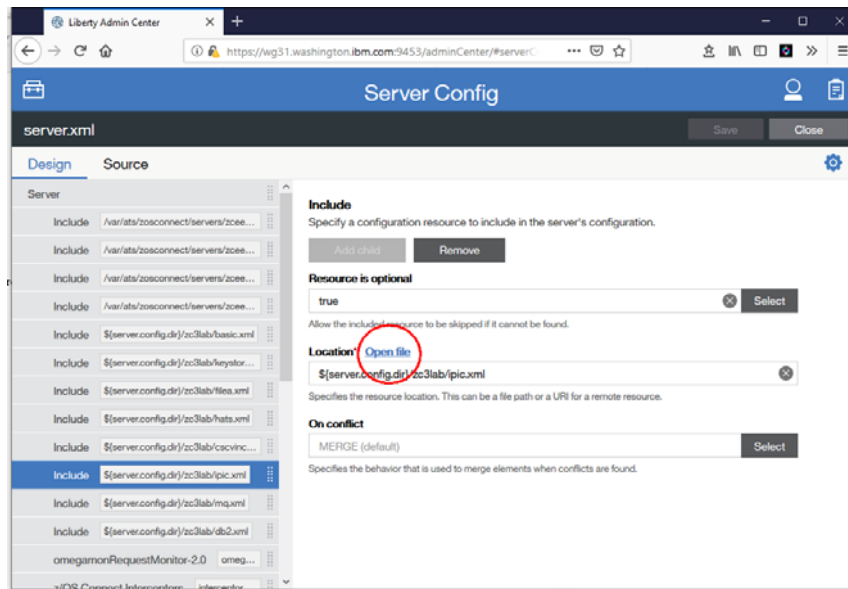 Liberty Admin Center
https://wg31.washington.ibm.com:9453/adminCenter/#serverC
Server Config
server.xml
Save
Close
Design
Source
Server
Include /var/ats/zosconnect/servers/zcee...
Include /var/ats/zosconnect/servers/zcee...
Include /var/ats/zosconnect/servers/zcee...
Include /var/ats/zosconnect/servers/zcee...
Include ${server.config.dir}/zc3lab/basic.xml
Include ${server.config.dir}/zc3lab/keystor...
Include ${server.config.dir}/zc3lab/filea.xml
Include ${server.config.dir}/zc3lab/hats.xml
Include ${server.config.dir}/zc3lab/cscvinc...
Include ${server.config.dir}/zc3lab/ipic.xml
Include ${server.config.dir}/zc3lab/mq.xml
Include ${server.config.dir}/zc3lab/db2.xml
omegamonRequestMonitor-2.0 omeg...
z/OS Connect Interceptors interceptor
Include
Specify a configuration resource to include in the server's configuration.
Add child
Remove
Resource is optional
true
Select
Allow the included resource to be skipped if it cannot be found.
Location* Open file
${server.config.dir}/zc3lab/ipic.xml
Specifies the resource location. This can be a file path or a URI for a remote resource.
On conflict
MERGE (default)
Select
Specifies the behavior that is used to merge elements when conflicts are found.